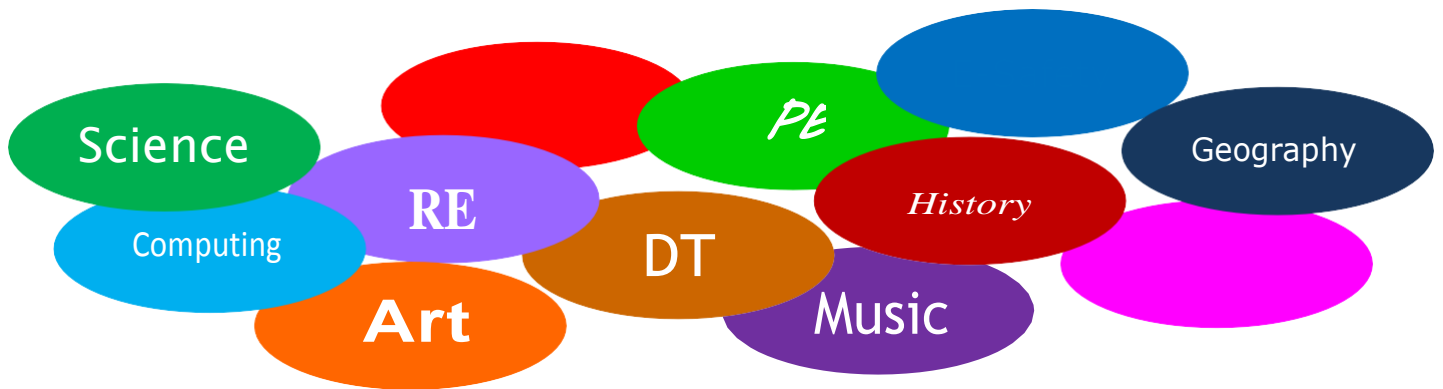 Science
PE
Geography
RE
History
Computing
DT
Music
Art